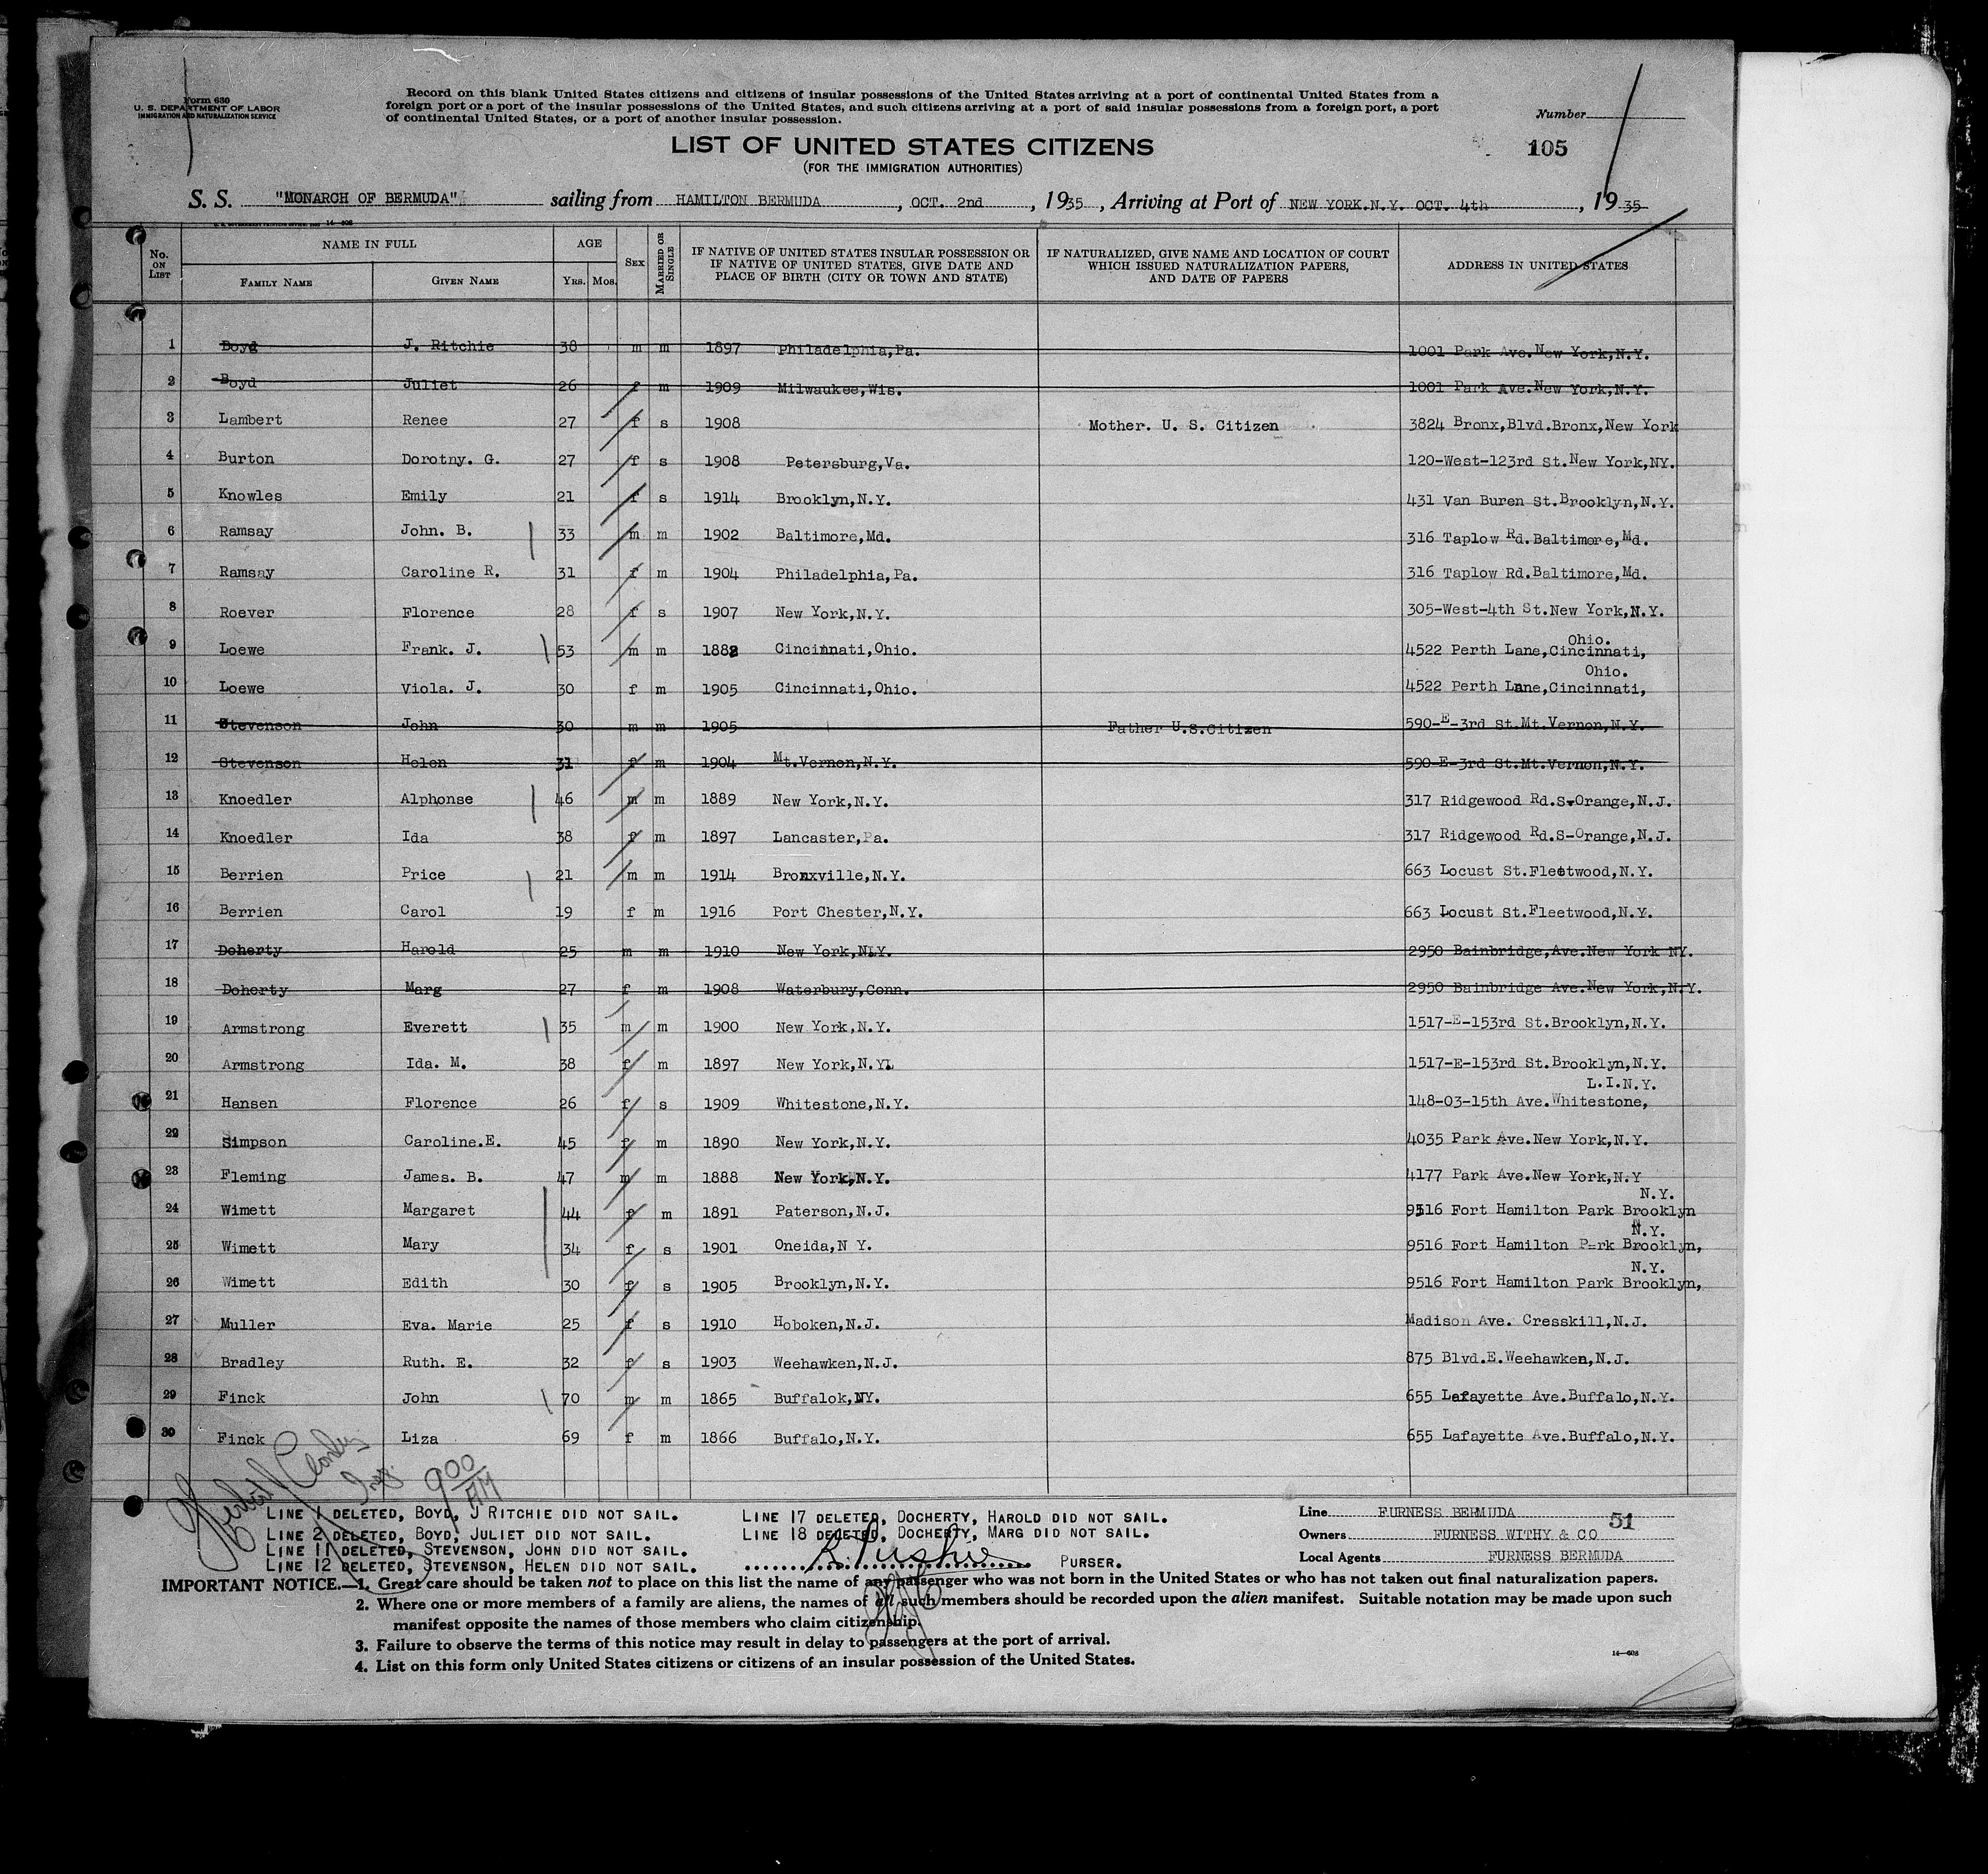 Form 630
U. S. DEPARTMENT OF LABOR
IMMIGRATION AND NATURALIZATION SERVICE
Record on this blank United States citizens and citizens of insular possessions of the United States arriving at a port of continental United States from a
foreign port or a port of the insular possessions of the United States, and such citizens arriving at a port of said insular possessions from a foreign port, a port
of continental United States, or a port of another insular possession.
Number
LIST OF UNITED STATES CITIZENS
105
(FOR THE IMMIGRATION AUTHORITIES)
S. S. "MONARCH OF BERMUDA" sailing from HAMILTON BERMUDA, OCT. 2nd, 1935, Arriving at Port of NEW YORK.N.Y. OCT. 4th, 1935
14-608
No. ON LIST NAME IN FULL AGE SEX MARRIED OR SINGLE IF NATIVE OF UNITED STATES INSULAR POSSESSION OR IF NATIVE OF UNITED STATES, GIVE DATE AND PLACE OF BIRTH (CITY OR TOWN AND STATE) IF NATURALIZED, GIVE NAME AND LOCATION OF COURT WHICH ISSUED NATURALIZATION PAPERS, AND DATE OF PAPERS ADDRESS IN UNITED STATES
FAMILY NAME GIVEN NAME YRS. MOS.
1 Boyd J. Ritchie 38 m m 1897 Philadelphia,Pa. 1001 Park Ave.New York,N.Y.
2 Boyd Juliet 26 f m 1909 Milwaukee,Wis. 1001 Park Ave.New York,N.Y.
3 Lambert Renee 27 f s 1908 Mother. U. S. Citizen 3824 Bronx,Blvd.Bronx,New York
4 Burton Dorotny. G. 27 f s 1908 Petersburg,Va. 120-West-123rd St.New York,NY.
5 Knowles Emily 21 f s 1914 Brooklyn,N.Y. 431 Van Buren St.Brooklyn,N.Y.
6 Ramsay John. B. 33 m m 1902 Baltimore,Md. 316 Taplow Rd.Baltimore,Md.
7 Ramsay Caroline R. 31 f m 1904 Philadelphia,Pa. 316 Taplow Rd.Baltimore,Md.
8 Roever Florence 28 f s 1907 New York,N.Y. 305-West-4th St.New York,N.Y.
9 Loewe Frank. J. 53 m m 1882 Cincinnati,Ohio. 4522 Perth Lane,Cincinnati, Ohio.
10 Loewe Viola. J. 30 f m 1905 Cincinnati,Ohio. 4522 Perth Lane,Cincinnati, Ohio.
11 Stevenson John 30 m m 1905 Father U.S.Citizen 590-E-3rd St.Mt.Vernon,N.Y.
12 Stevenson Helen 31 f m 1904 Mt.Vernon,N.Y. 590-E-3rd St.Mt.Vernon,N.Y.
13 Knoedler Alphonse 46 m m 1889 New York,N.Y. 317 Ridgewood Rd.S-Orange,N.J.
14 Knoedler Ida 38 f m 1897 Lancaster,Pa. 317 Ridgewood Rd.S-Orange,N.J.
15 Berrien Price 21 m m 1914 Bronxville,N.Y. 663 Locust St.Fleetwood,N.Y.
16 Berrien Carol 19 f m 1916 Port Chester,N.Y. 663 Locust St.Fleetwood,N.Y.
17 Doherty Harold 25 m m 1910 New York,N.Y. 2950 Bainbridge,Ave.New York NY.
18 Doherty Marg 27 f m 1908 Waterbury,Conn. 2950 Bainbridge Ave.New York,N.Y.
19 Armstrong Everett 35 m m 1900 New York,N.Y. 1517-E-153rd St.Brooklyn,N.Y.
20 Armstrong Ida. M. 38 f m 1897 New York,N.Y. 1517-E-153rd St.Brooklyn,N.Y.
21 Hansen Florence 26 f s 1909 Whitestone,N.Y. 148-03-15th Ave.Whitestone, L.I.N.Y.
22 Simpson Caroline.E. 45 f m 1890 New York,N.Y. 4035 Park Ave.New York,N.Y.
23 Fleming James. B. 47 m m 1888 New York,N.Y. 4177 Park Ave.New York,N.Y
24 Wimett Margaret 44 f m 1891 Paterson,N.J. 9516 Fort Hamilton Park Brooklyn N.Y.
25 Wimett Mary 34 f s 1901 Oneida,N Y. 9516 Fort Hamilton Park Brooklyn, N.Y.
26 Wimett Edith 30 f s 1905 Brooklyn,N.Y. 9516 Fort Hamilton Park Brooklyn, N.Y.
27 Muller Eva. Marie 25 f s 1910 Hoboken,N.J. Madison Ave. Cresskill,N.J.
28 Bradley Ruth. E. 32 f s 1903 Weehawken,N.J. 875 Blvd.E.Weehawken,N.J.
29 Finck John 70 m m 1865 Buffalok,NY. 655 Lafayette Ave.Buffalo,N.Y.
30 Finck Liza 69 f m 1866 Buffalo,N.Y. 655 Lafayette Ave.Buffalo,N.Y.
900 AM
LINE 1 DELETED, BOYD, J RITCHIE DID NOT SAIL.
LINE 2 DELETED, BOYD, JULIET DID NOT SAIL.
LINE 11 DELETED, STEVENSON, JOHN DID NOT SAIL.
LINE 12 DELETED, STEVENSON, HELEN DID NOT SAIL.
LINE 17 DELETED, DOCHERTY, HAROLD DID NOT SAIL.
LINE 18 DELETED, DOCHERTY, MARG DID NOT SAIL.
PURSER.
Line FURNESS BERMUDA
51
Owners FURNESS WITHY & CO
Local Agents FURNESS BERMUDA
IMPORTANT NOTICE.—1. Great care should be taken not to place on this list the name of any passenger who was not born in the United States or who has not taken out final naturalization papers.
2. Where one or more members of a family are aliens, the names of all such members should be recorded upon the alien manifest. Suitable notation may be made upon such
manifest opposite the names of those members who claim citizenship.
3. Failure to observe the terms of this notice may result in delay to passengers at the port of arrival.
4. List on this form only United States citizens or citizens of an insular possession of the United States.
14—608